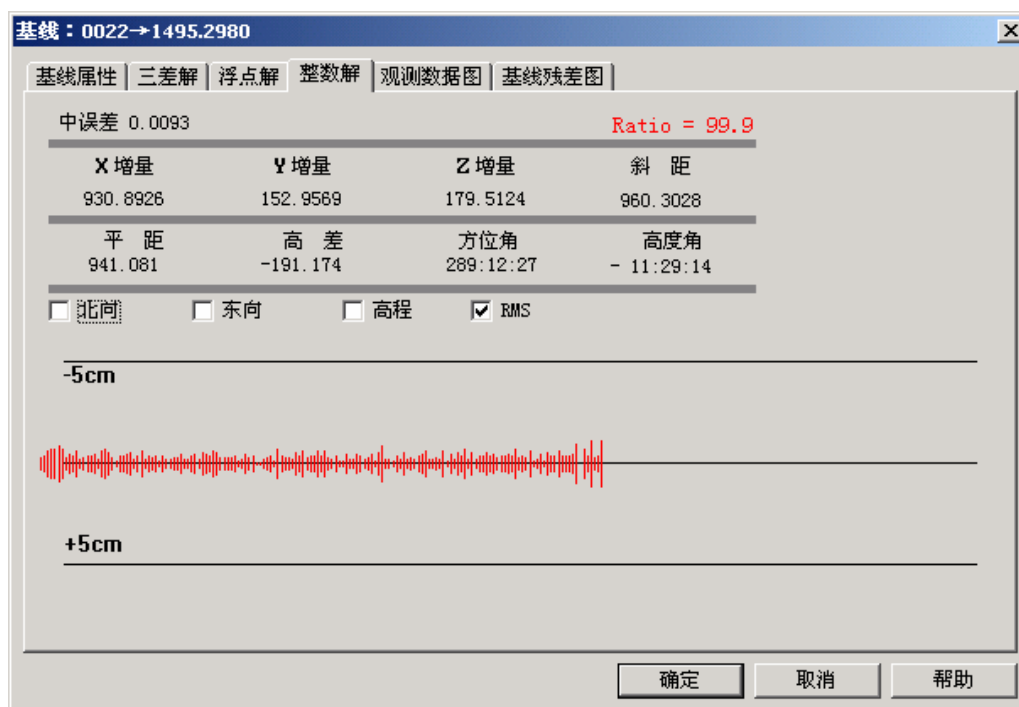 基线：0022→1495.2980
基线属性 三差解 浮点解 整数解 观测数据图 基线残差图
中误差 0.0093 Ratio = 99.9
X 增量 Y 增量 Z 增量 斜 距
930.8926 152.9569 179.5124 960.3028
平 距 高 差 方位角 高度角
941.081 -191.174 289:12:27 - 11:29:14
北向 东向 高程 RMS
-5cm
+5cm
确定 取消 帮助